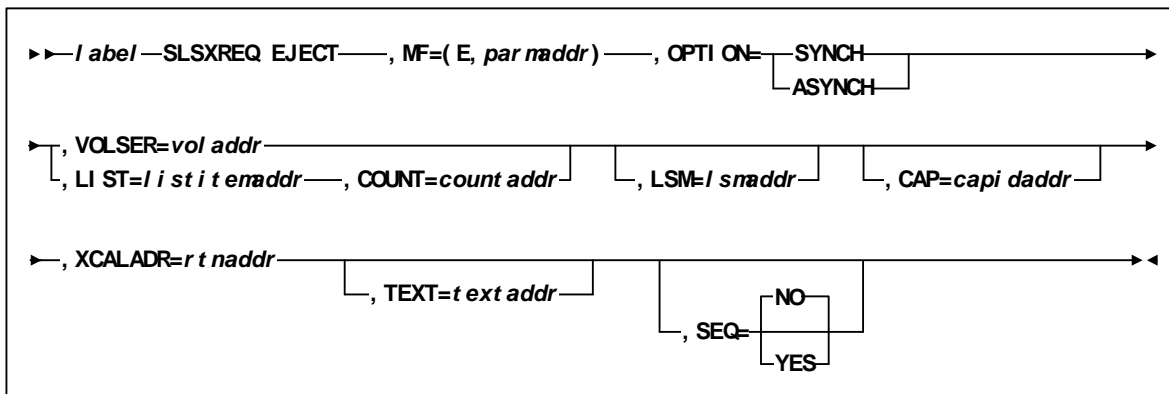 label SLSXREQ EJECT , MF=(E, parmaddr) , OPTION= SYNCH
ASYNCH
, VOLSER=voladdr
, LIST=listitemaddr , COUNT=countaddr , LSM=lsmaddr , CAP=capidaddr
, XCALADR=rtnaddr
, TEXT=textaddr
NO
, SEQ=
YES